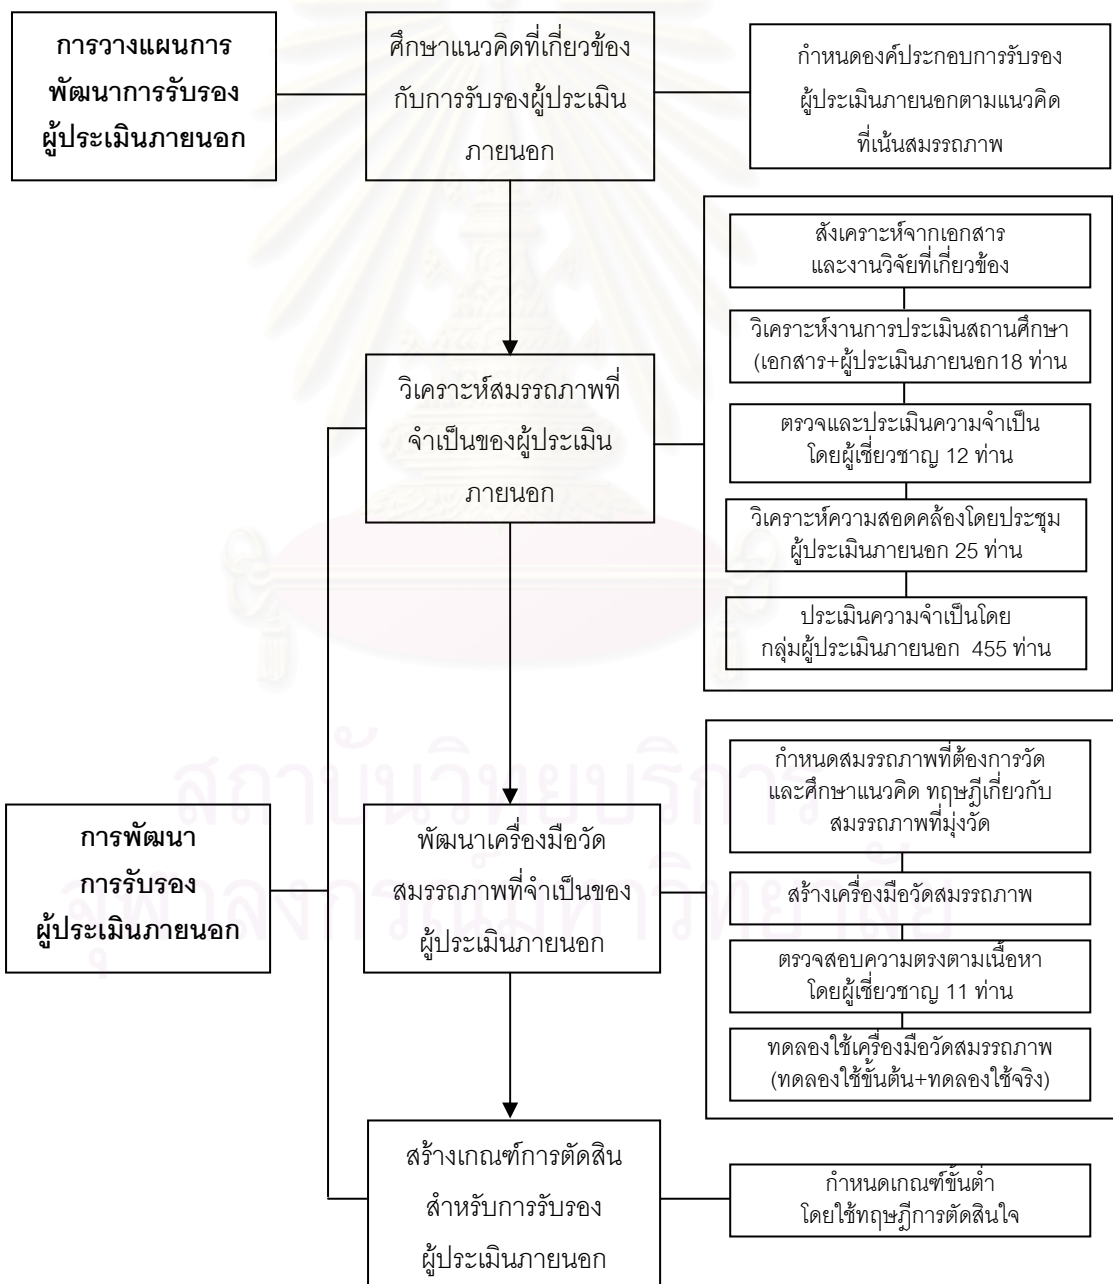 การวางแผนการ
พัฒนาการรับรอง
ผู้ประเมินภายนอก
ศึกษาแนวคิดที่เกี่ยวข้อง
กับการรับรองผู้ประเมิน
ภายนอก
กำหนดองค์ประกอบการรับรอง
ผู้ประเมินภายนอกตามแนวคิด
ที่เน้นสมรรถภาพ
สังเคราะห์จากเอกสาร
และงานวิจัยที่เกี่ยวข้อง
วิเคราะห์งานการประเมินสถานศึกษา
(เอกสาร+ผู้ประเมินภายนอก18 ท่าน
วิเคราะห์สมรรถภาพที่
จำเป็นของผู้ประเมิน
ภายนอก
ตรวจและประเมินความจำเป็น
โดยผู้เชี่ยวชาญ 12 ท่าน
วิเคราะห์ความสอดคล้องโดยประชุม
ผู้ประเมินภายนอก 25 ท่าน
ประเมินความจำเป็นโดย
กลุ่มผู้ประเมินภายนอก 455 ท่าน
สถาบันวิทยบริการ
จุฬาลงกรณ์มหาวิทยาลัย
การพัฒนา
การรับรอง
ผู้ประเมินภายนอก
พัฒนาเครื่องมือวัด
สมรรถภาพที่จำเป็นของ
ผู้ประเมินภายนอก
กำหนดสมรรถภาพที่ต้องการวัด
และศึกษาแนวคิด ทฤษฎีเกี่ยวกับ
สมรรถภาพที่มุ่งวัด
สร้างเครื่องมือวัดสมรรถภาพ
ตรวจสอบความตรงตามเนื้อหา
โดยผู้เชี่ยวชาญ 11 ท่าน
ทดลองใช้เครื่องมือวัดสมรรถภาพ
(ทดลองใช้ขั้นต้น+ทดลองใช้จริง)
สร้างเกณฑ์การตัดสิน
สำหรับการรับรอง
ผู้ประเมินภายนอก
กำหนดเกณฑ์ขั้นต่ำ
โดยใช้ทฤษฎีการตัดสินใจ